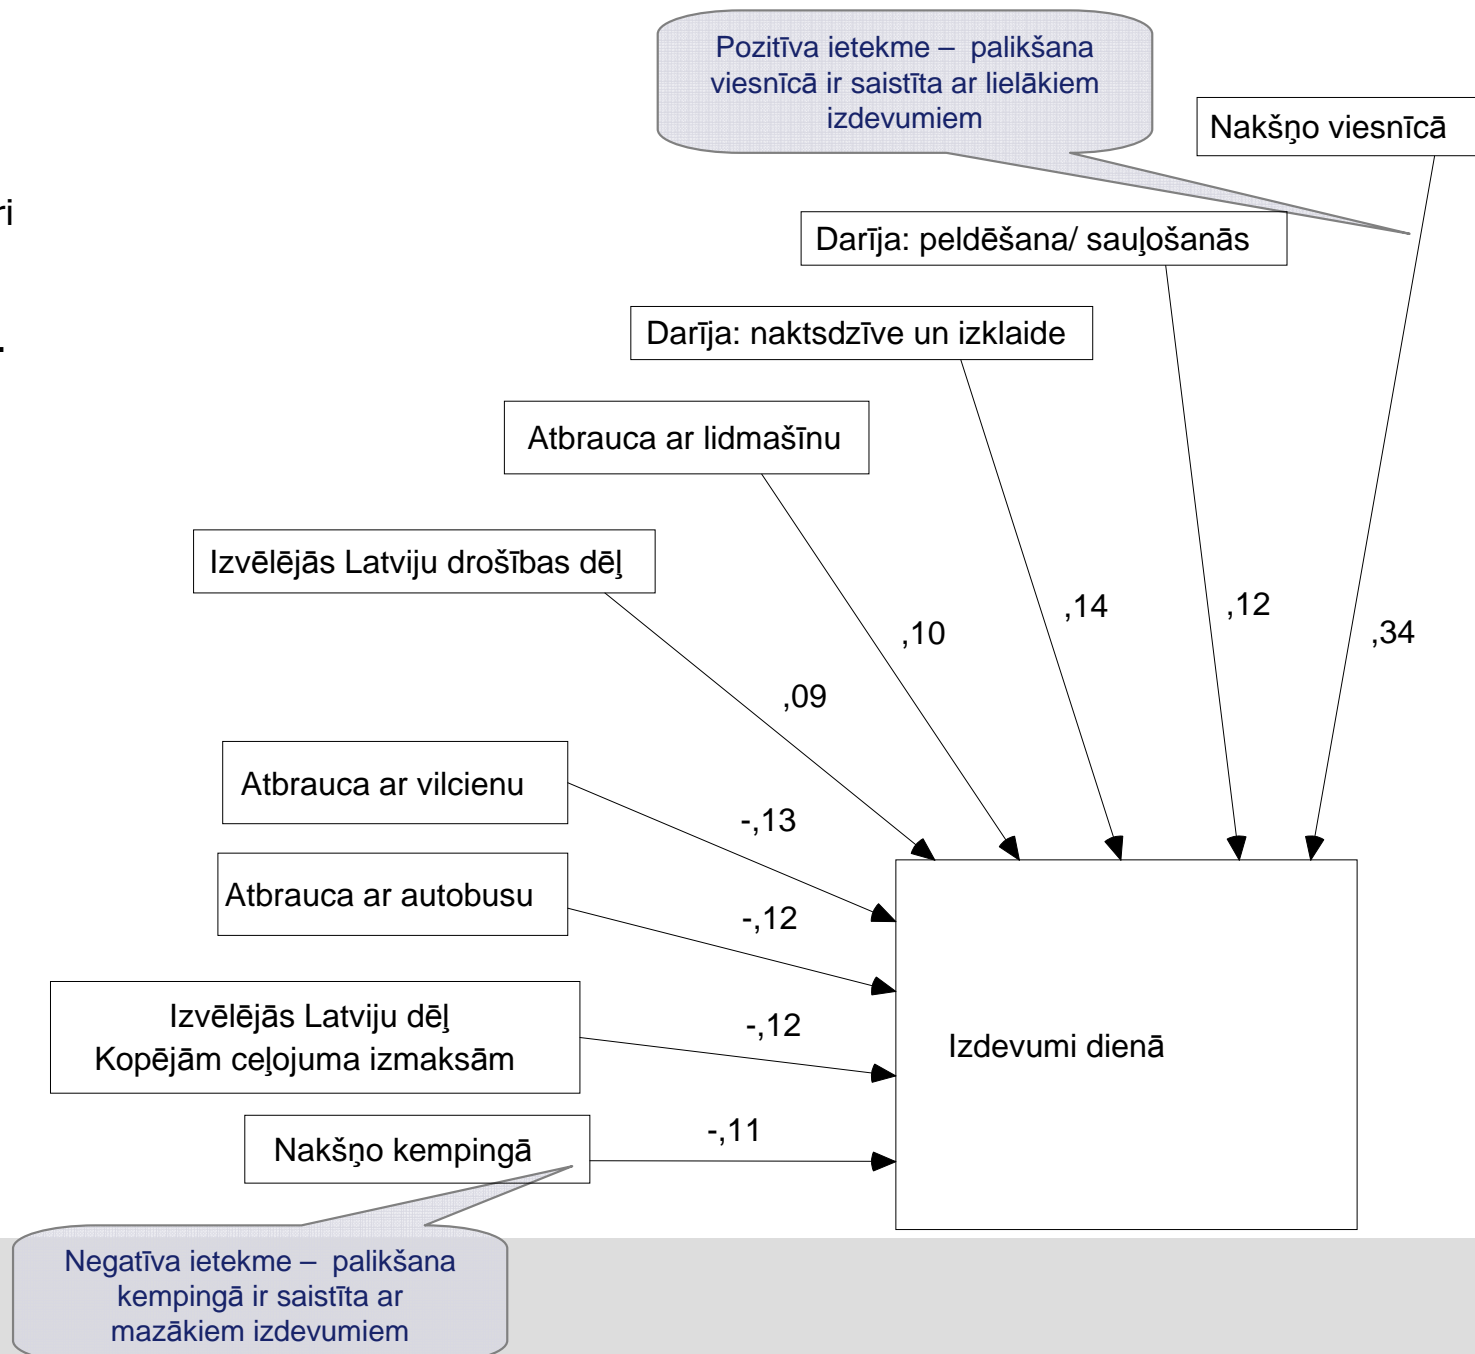 Pozitīva ietekme – palikšana
viesnīcā ir saistīta ar lielākiem
izdevumiem
Nakšņo viesnīcā
ri
.
Darīja: peldēšana/ sauļošanās
Darīja: naktsdzīve un izklaide
Atbrauca ar lidmašīnu
Izvēlējās Latviju drošības dēļ
,09
,10
,14
,12
,34
Atbrauca ar vilcienu
-,13
Atbrauca ar autobusu
-,12
Izvēlējās Latviju dēļ
Kopējām ceļojuma izmaksām
-,12
Izdevumi dienā
Nakšņo kempingā
-,11
Negatīva ietekme – palikšana
kempingā ir saistīta ar
mazākiem izdevumiem